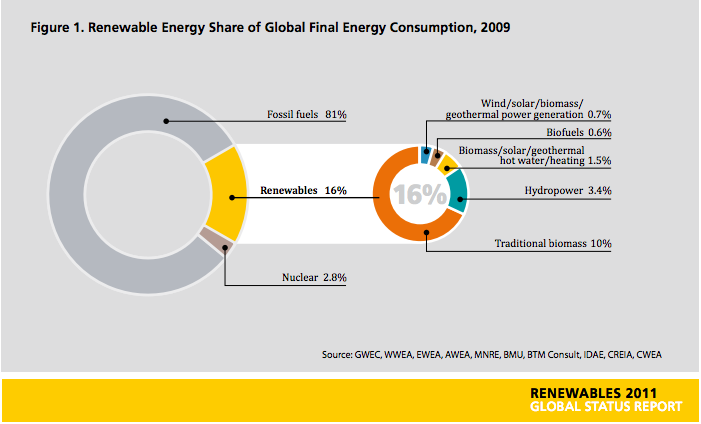 Figure 1. Renewable Energy Share of Global Final Energy Consumption, 2009
Fossil fuels 81%
Renewables 16%
Nuclear 2.8%
16%
Wind/solar/biomass/
geothermal power generation 0.7%
Biofuels 0.6%
Biomass/solar/geothermal
hot water/heating 1.5%
Hydropower 3.4%
Traditional biomass 10%
Source: GWEC, WWEA, EWEA, AWEA, MNRE, BMU, BTM Consult, IDAE, CREIA, CWEA
RENEWABLES 2011
GLOBAL STATUS REPORT